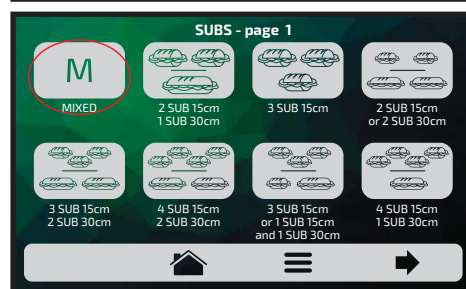 SUBS - page 1
M
MIXED
2 SUB 15cm
1 SUB 30cm
3 SUB 15cm
2 SUB 15cm
or 2 SUB 30cm
3 SUB 15cm
2 SUB 30cm
4 SUB 15cm
2 SUB 30cm
3 SUB 15cm
or 1 SUB 15cm
and 1 SUB 30cm
4 SUB 15cm
1 SUB 30cm